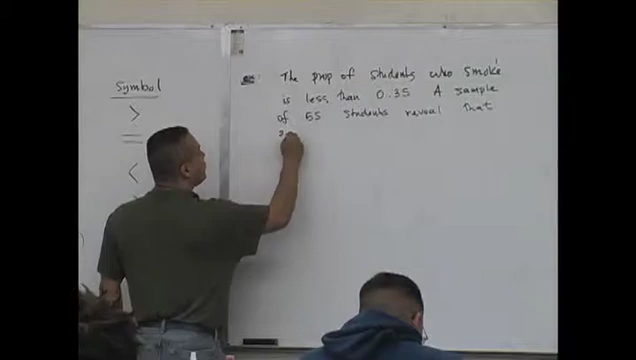 Symbol
>
=
<
The prop of students who smoke
is less than 0.35 A sample
of 55 students reveal that